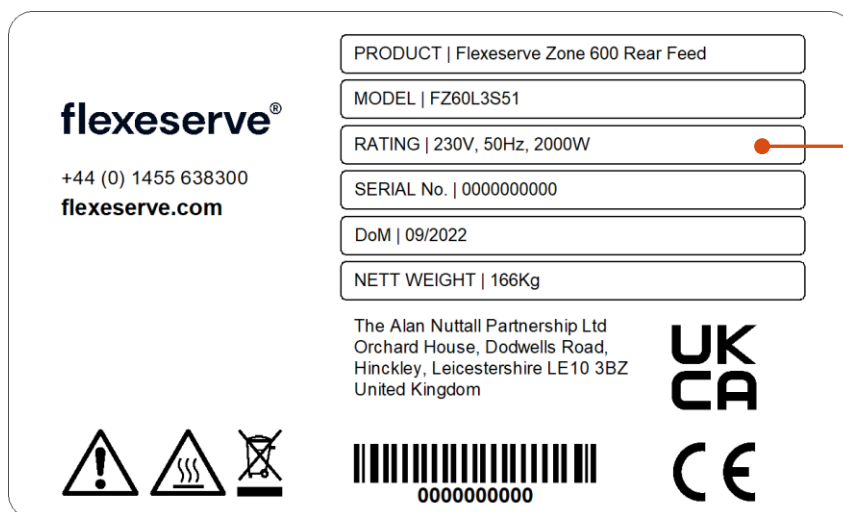 flexeserve®
+44 (0) 1455 638300
flexeserve.com
PRODUCT | Flexeserve Zone 600 Rear Feed
MODEL | FZ60L3S51
RATING | 230V, 50Hz, 2000W
SERIAL No. | 0000000000
DoM | 09/2022
NETT WEIGHT | 166Kg
The Alan Nuttall Partnership Ltd
Orchard House, Dodwells Road,
Hinckley, Leicestershire LE10 3BZ
United Kingdom
UK
CA
0000000000
CE